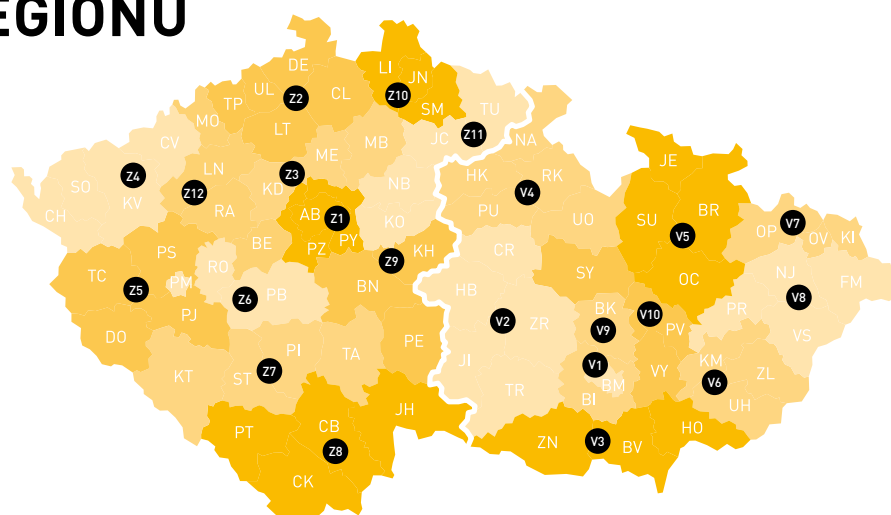 EGIONU
LI
JN
DE
UL
CL
Z2
Z10
TP
SM
TU
MO
LT
Z11
JC
NA
CV
ME
MB
JE
Z4
LN
Z3
HK
RK
SO
KD
NB
V4
KV
Z12
CH
RA
AB
Z1
KO
PU
UO
SU
BR
V7
PY
V5
OP
OV
KI
BE
PZ
KH
CR
PS
Z9
RO
SY
OC
NJ
TC
PM
BN
FM
Z5
Z6
PB
HB
V8
PJ
BK
V10
PR
V2
ZR
V9
PV
DO
VS
PE
PI
TA
JI
KM
KT
ST
Z7
V1
VY
ZL
BM
V6
TR
BI
UH
JH
PT
CB
HO
ZN
V3
BV
Z8
CK